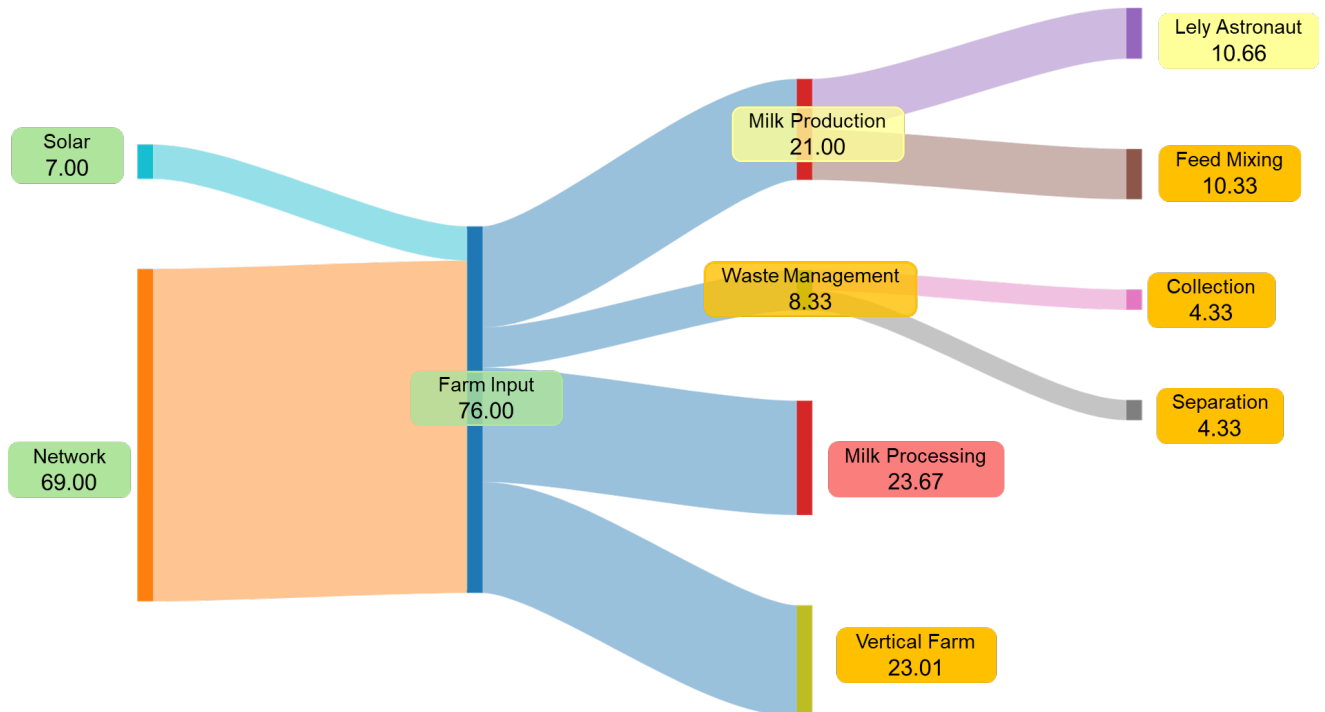 Solar
7.00
Network
69.00
Farm Input
76.00
Milk Production
21.00
Waste Management
8.33
Milk Processing
23.67
Vertical Farm
23.01
Lely Astronaut
10.66
Feed Mixing
10.33
Collection
4.33
Separation
4.33